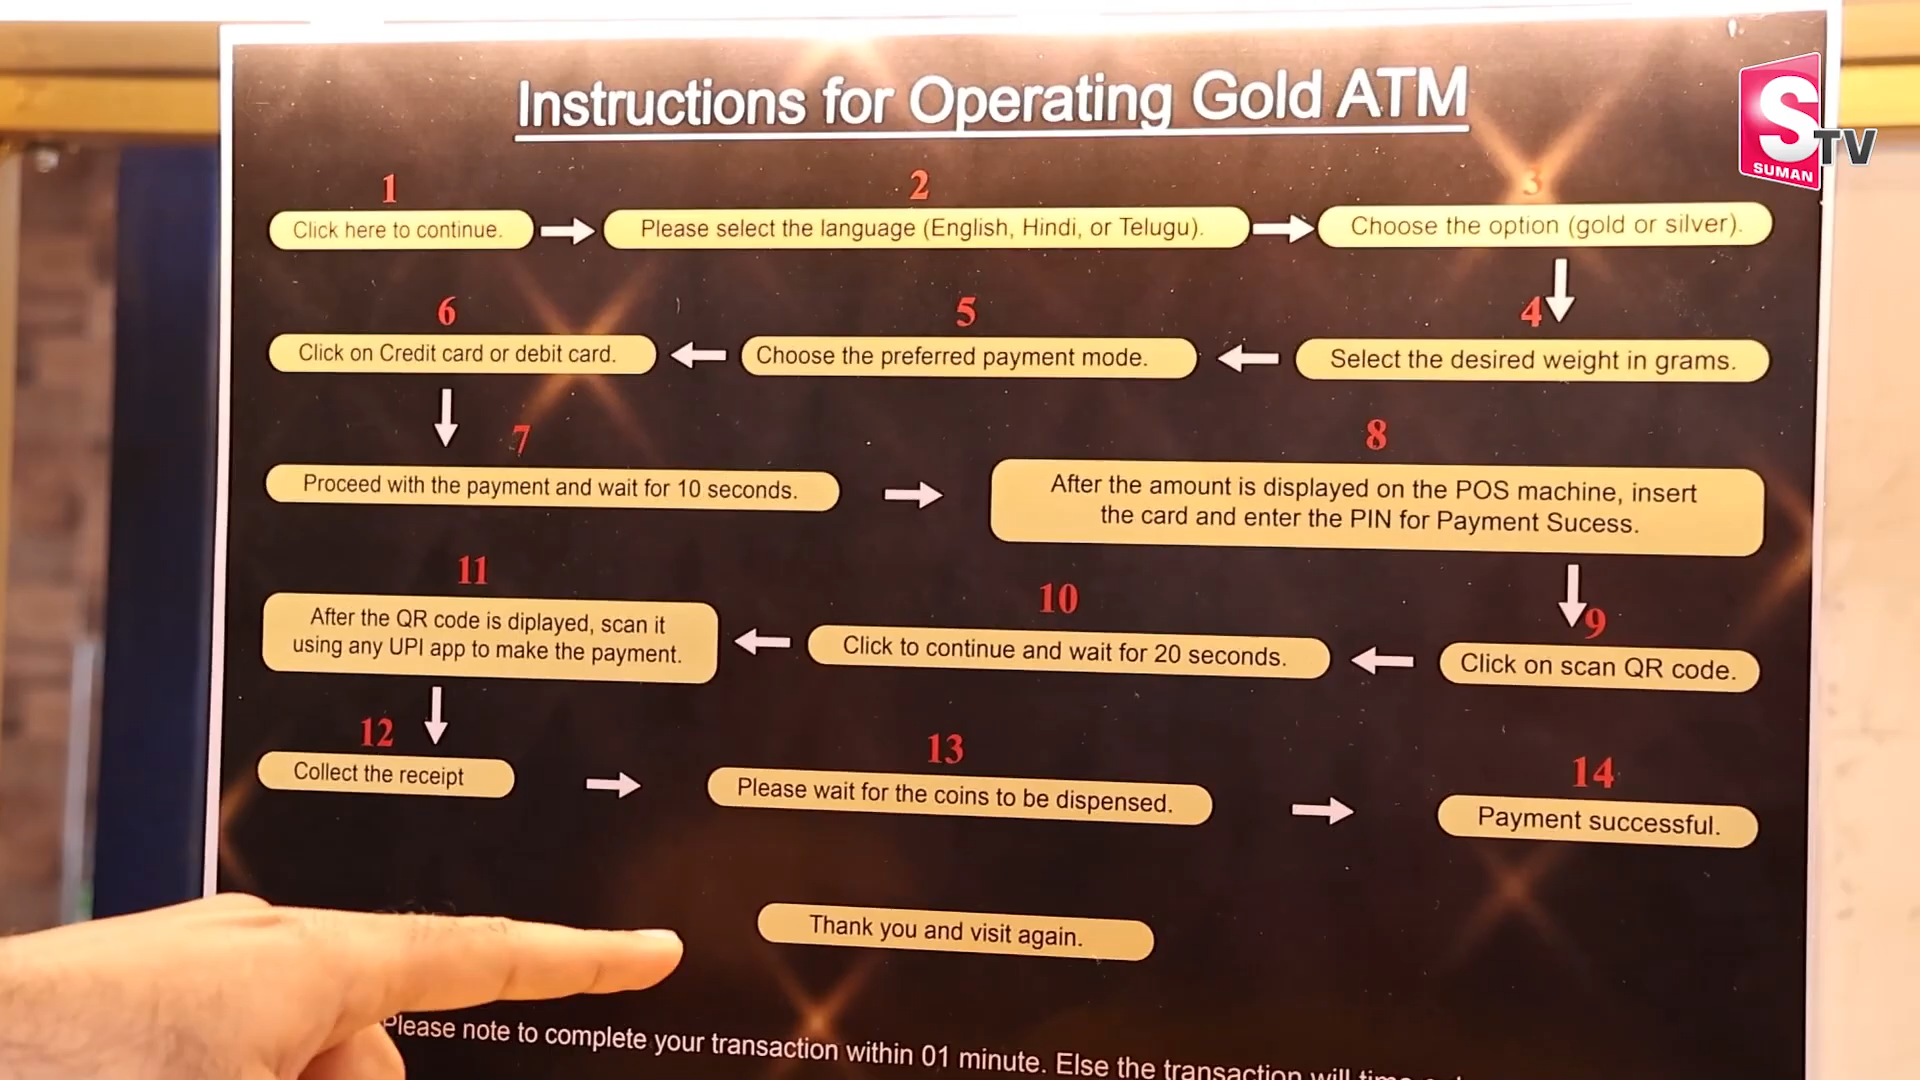 Instructions for Operating Gold ATM
S
SUMAN
TV
1
Click here to continue.
2
Please select the language (English, Hindi, or Telugu).
3
Choose the option (gold or silver).
4
Select the desired weight in grams.
5
Choose the preferred payment mode.
6
Click on Credit card or debit card.
7
Proceed with the payment and wait for 10 seconds.
8
After the amount is displayed on the POS machine, insert
the card and enter the PIN for Payment Sucess.
9
Click on scan QR code.
10
Click to continue and wait for 20 seconds.
11
After the QR code is diplayed, scan it
using any UPI app to make the payment.
12
Collect the receipt
13
Please wait for the coins to be dispensed.
14
Payment successful.
Thank you and visit again.
Please note to complete your transaction within 01 minute. Else the transaction will time